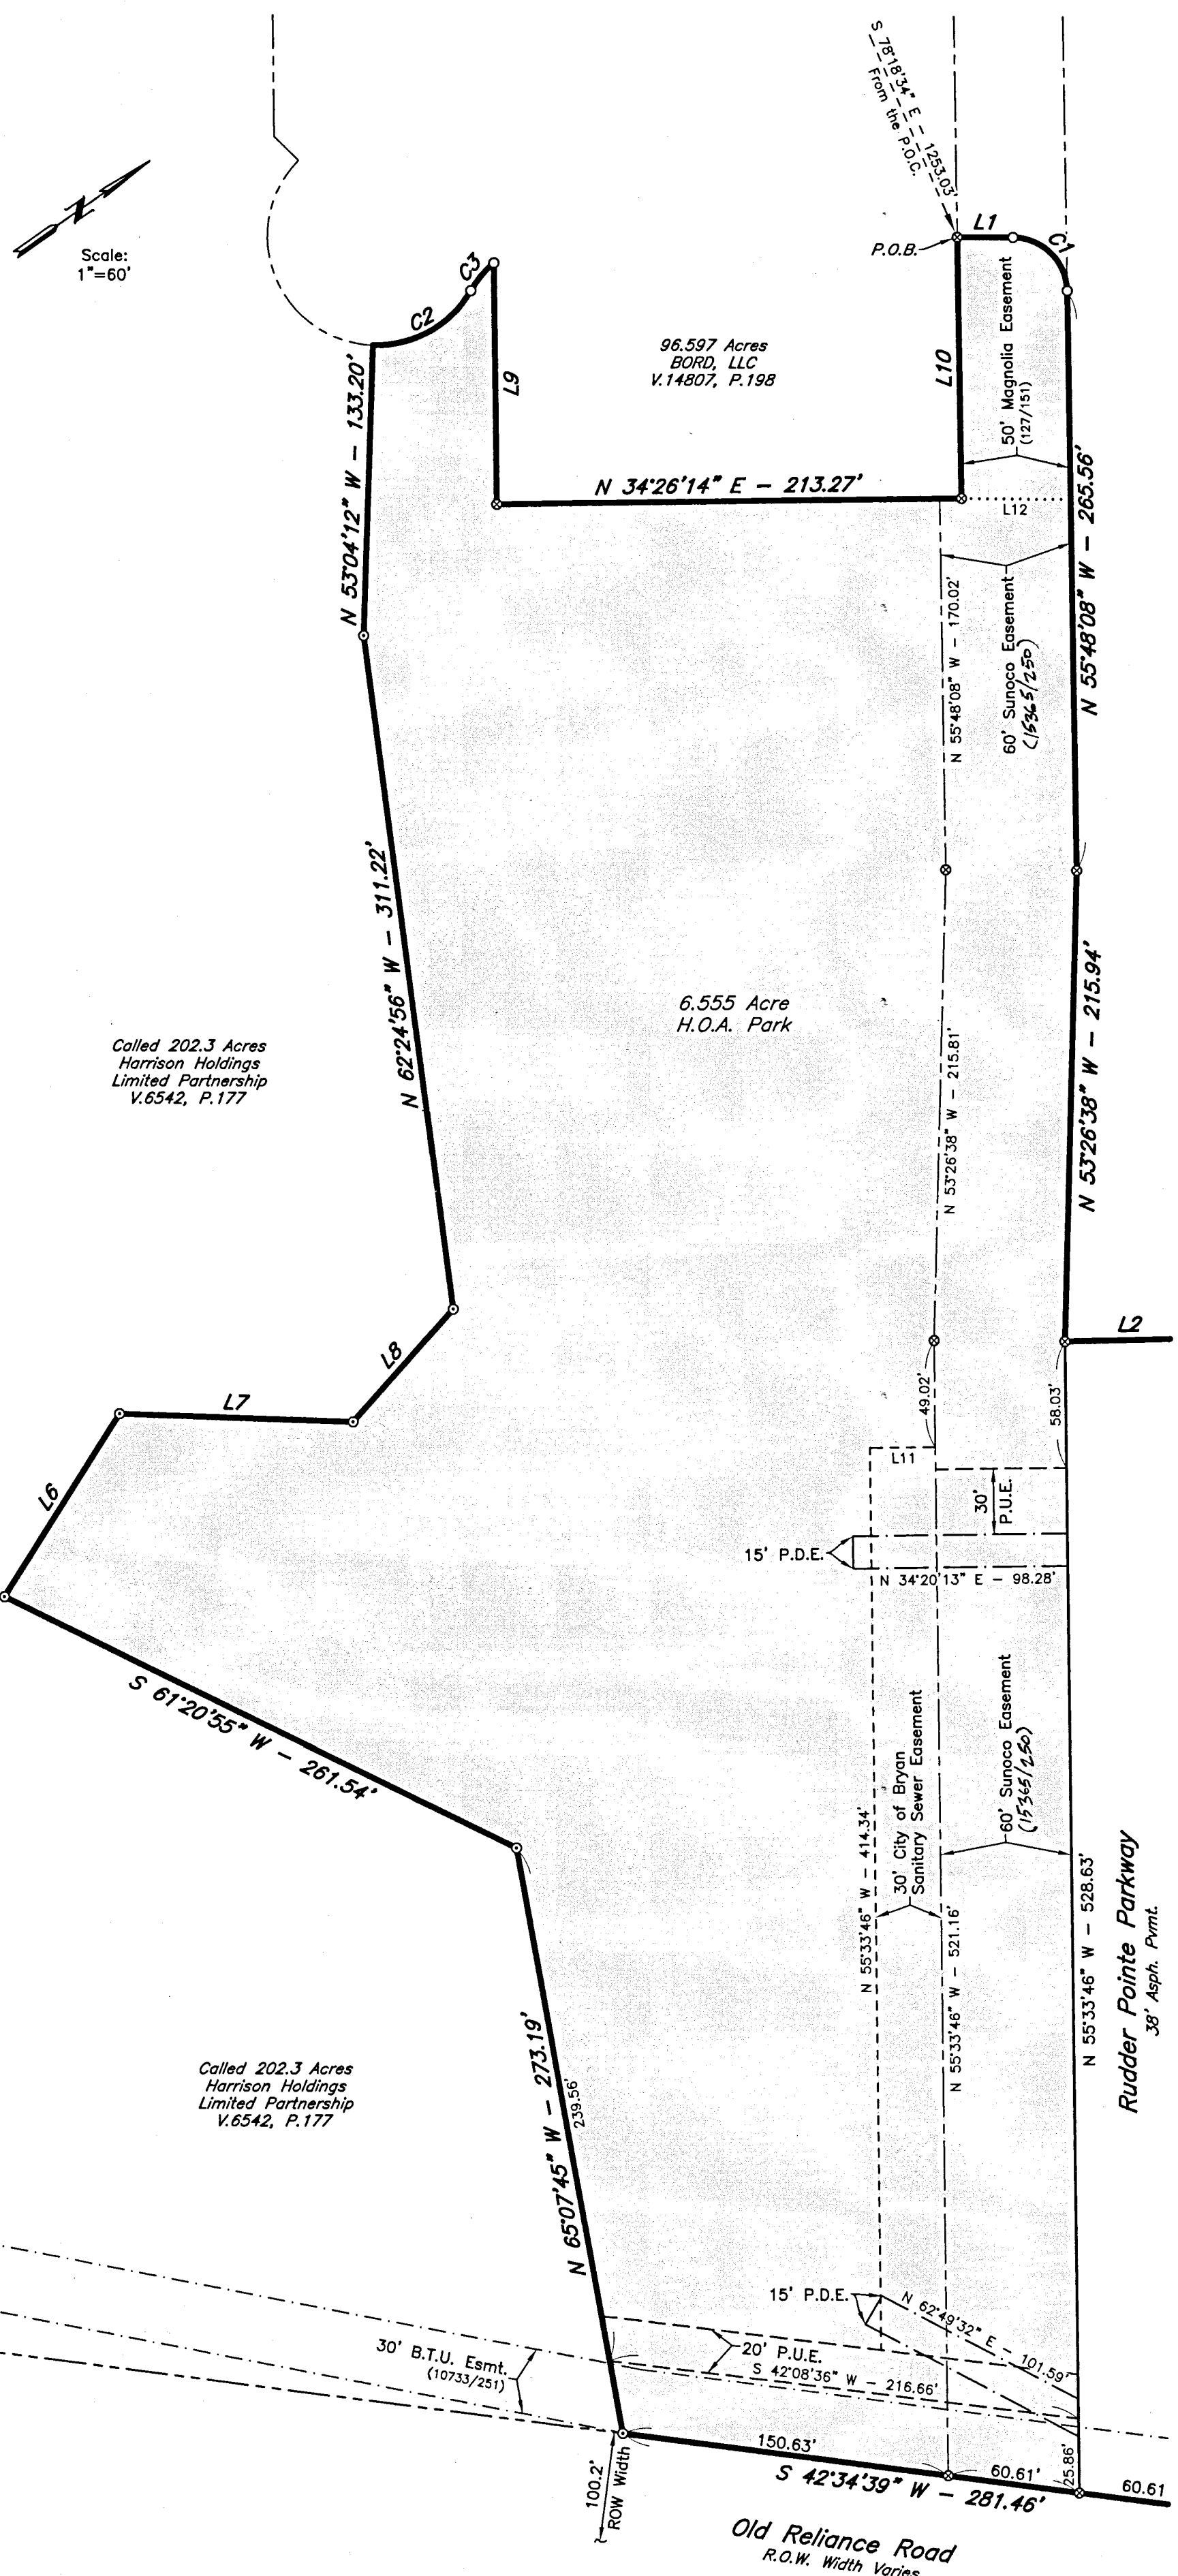 S 78°18'34" E - 1253.03'
From the P.O.C.
N
Scale:
1"=60'
L1
C1
P.O.B.
C3
C2
L9
L10
50' Magnolia Easement
(127/151)
96.597 Acres
BORD, LLC
V.14807, P.198
N 53°04'12" W - 133.20'
N 34°26'14" E - 213.27'
L12
N 55°48'08" W - 265.56'
N 55°48'08" W - 170.02'
60' Sunoco Easement
(15365/250)
N 62°24'56" W - 311.22'
6.555 Acre
H.O.A. Park
Called 202.3 Acres
Harrison Holdings
Limited Partnership
V.6542, P.177
N 53°26'38" W - 215.81'
N 53°26'38" W - 215.94'
L2
L8
L7
L6
49.02'
58.03'
L11
30'
P.U.E.
15' P.D.E.
N 34°20'13" E - 98.28'
S 61°20'55" W - 261.54'
30' City of Bryan
Sanitary Sewer Easement
60' Sunoco Easement
(15365/250)
N 55°33'46" W - 414.34'
N 55°33'46" W - 521.16'
N 55°33'46" W - 528.63'
Rudder Pointe Parkway
38' Asph. Pvmt.
N 65°07'45" W - 273.19'
239.56'
Called 202.3 Acres
Harrison Holdings
Limited Partnership
V.6542, P.177
15' P.D.E.
N 62°49'32" E - 101.59'
30' B.T.U. Esmt.
(10733/251)
20' P.U.E.
S 42°08'36" W - 216.66'
150.63'
60.61'
25.86'
60.61
S 42°34'39" W - 281.46'
100.2'
ROW Width
Old Reliance Road
R.O.W. Width Varies